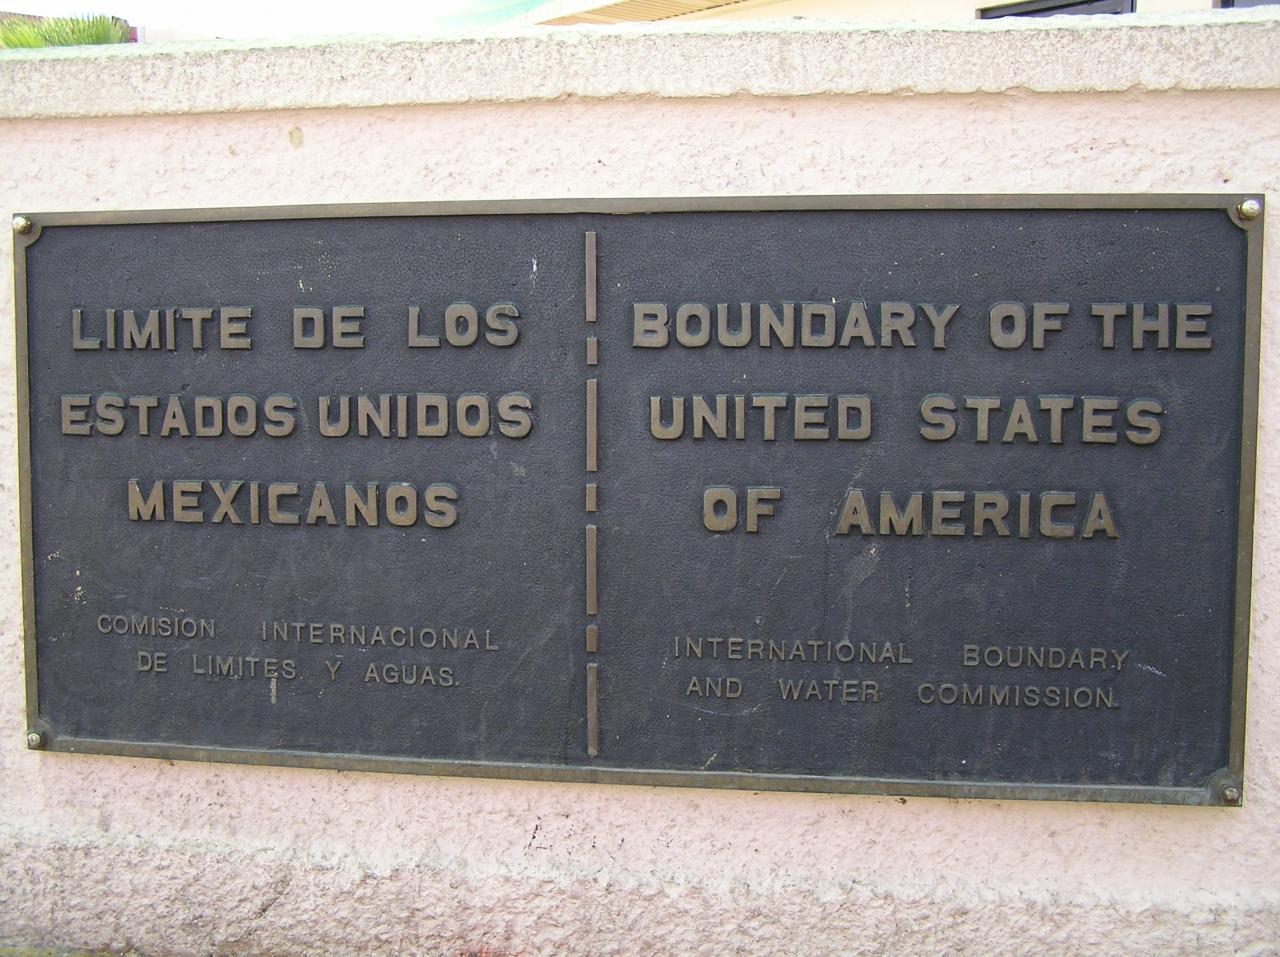 LIMITE DE LOS
ESTADOS UNIDOS
MEXICANOS
COMISION INTERNACIONAL
DE LIMITES Y AGUAS.
BOUNDARY OF THE
UNITED STATES
OF AMERICA
INTERNATIONAL BOUNDARY
AND WATER COMMISSION.